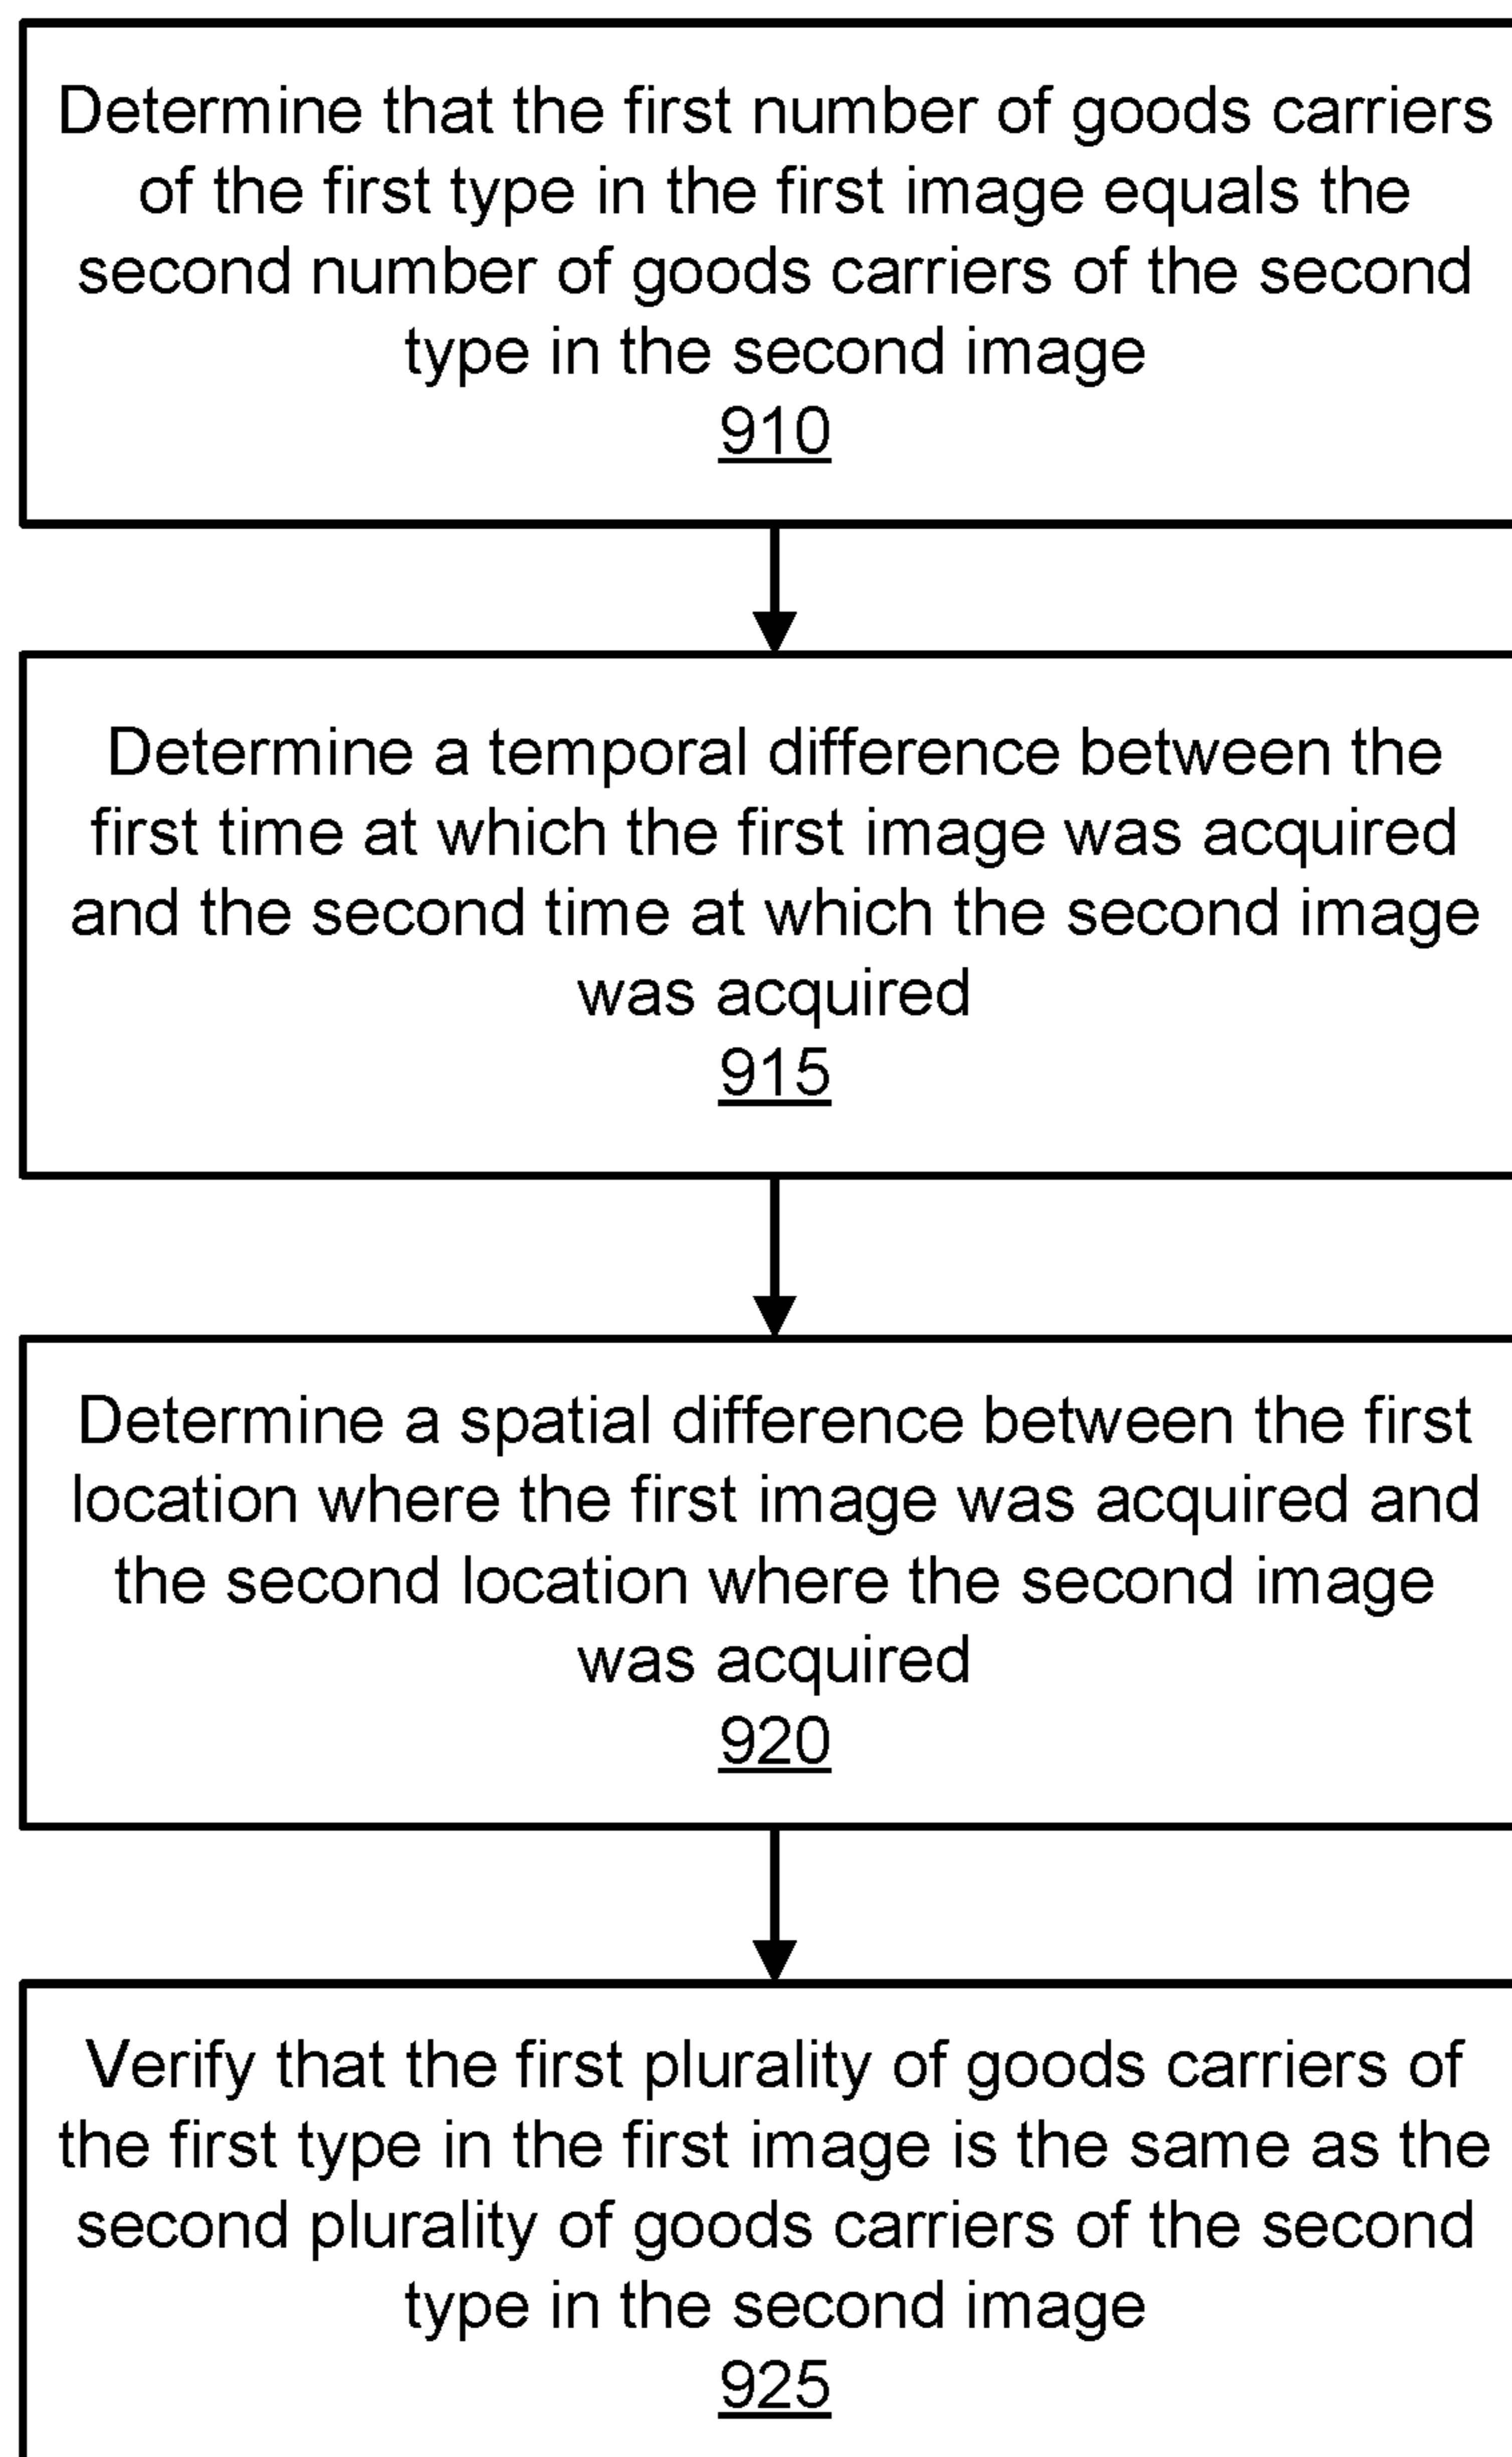 Determine that the first number of goods carriers
of the first type in the first image equals the
second number of goods carriers of the second
type in the second image
910
Determine a temporal difference between the
first time at which the first image was acquired
and the second time at which the second image
was acquired
915
Determine a spatial difference between the first
location where the first image was acquired and
the second location where the second image
was acquired
920
Verify that the first plurality of goods carriers of
the first type in the first image is the same as the
second plurality of goods carriers of the second
type in the second image
925